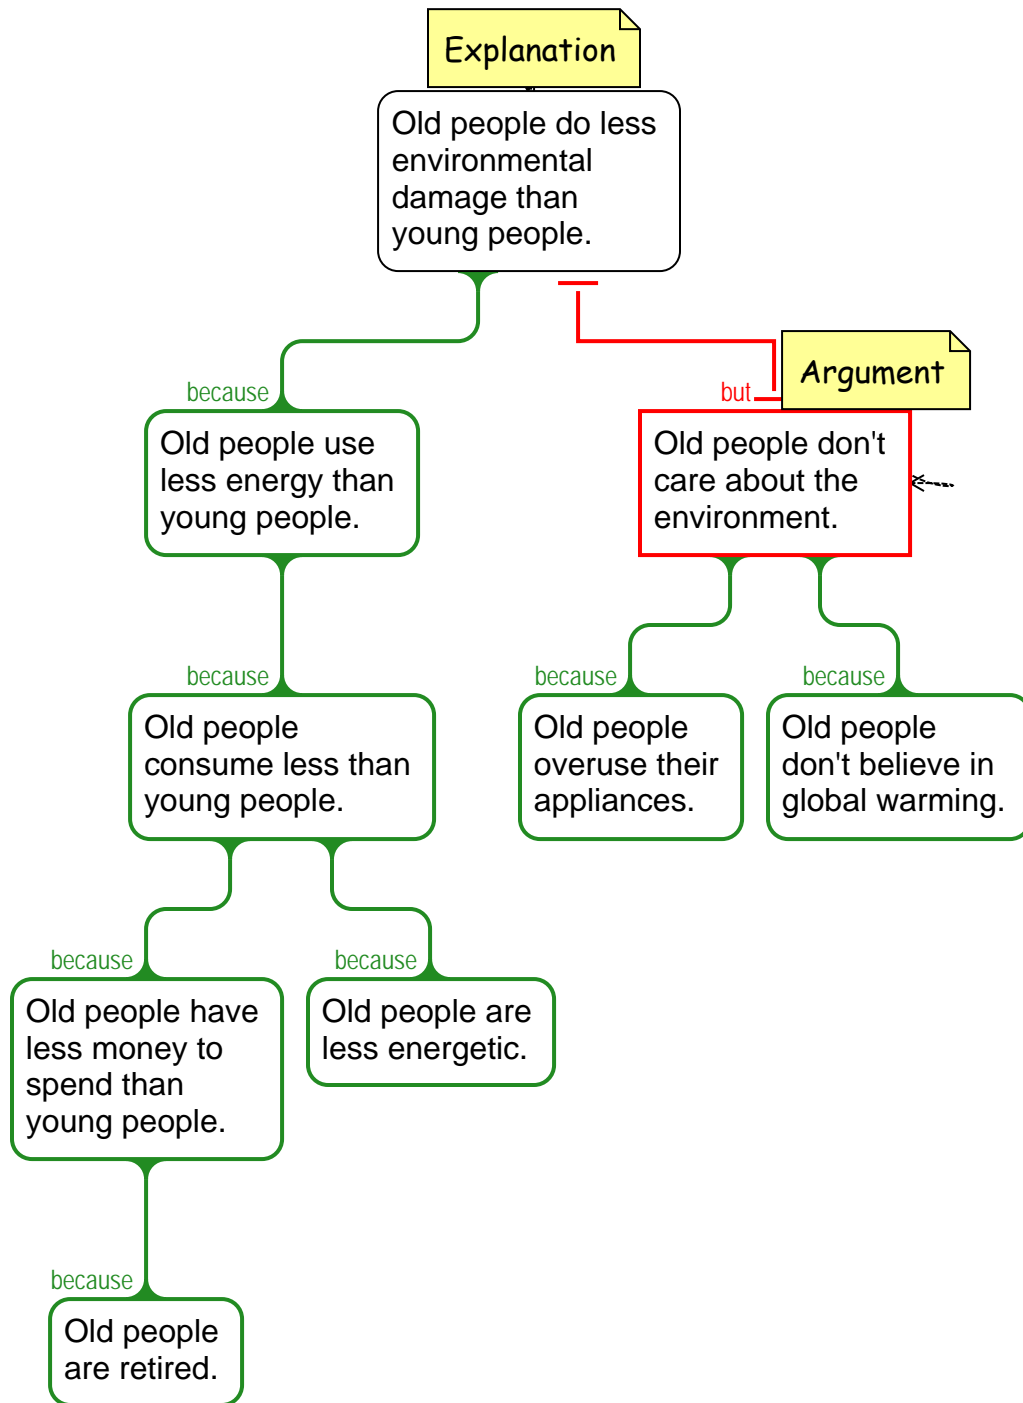 Explanation
Old people do less
environmental
damage than
young people.
because
but
Argument
Old people use
less energy than
young people.
Old people don't
care about the
environment.
because
because
because
Old people
consume less than
young people.
Old people
overuse their
appliances.
Old people
don't believe in
global warming.
because
because
Old people have
less money to
spend than
young people.
Old people are
less energetic.
because
Old people
are retired.